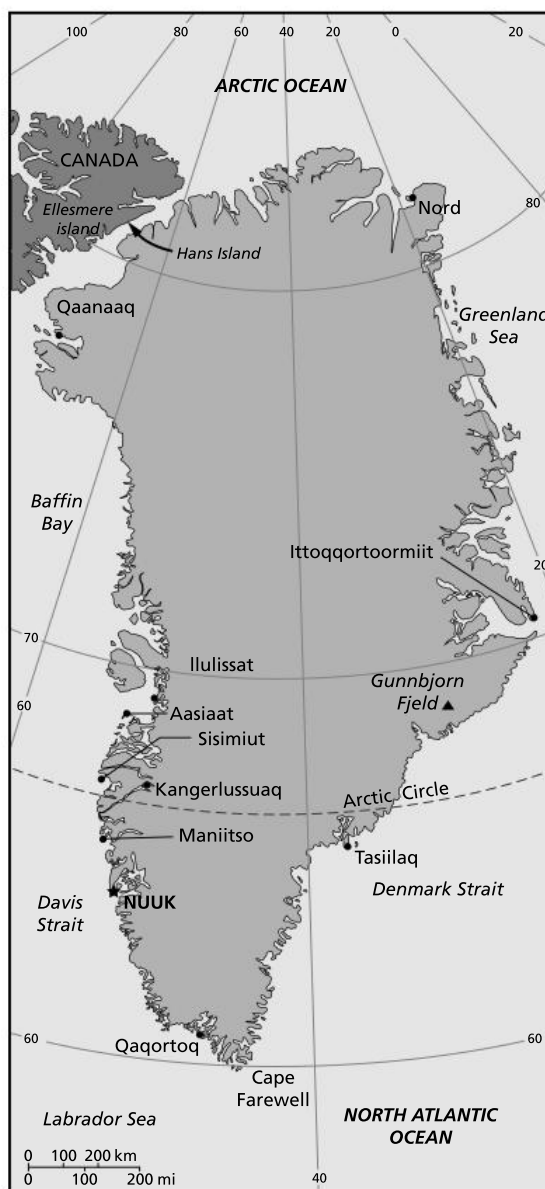 100 80 60 40 20 0 20
ARCTIC OCEAN
CANADA
Ellesmere
island
Hans Island
Nord
80
Qaanaaq
Greenland
Sea
Baffin
Bay
Ittoqqortoormiit
20
70
Ilulissat
Gunnbjorn
Fjeld
60
Aasiaat
Sisimiut
Kangerlussuaq
Arctic Circle
Maniitso
Tasiilaq
Denmark Strait
Davis
Strait
NUUK
60
60
Qaqortoq
Cape
Farewell
Labrador Sea
NORTH ATLANTIC
OCEAN
0 100 200 km
0 100 200 mi
40